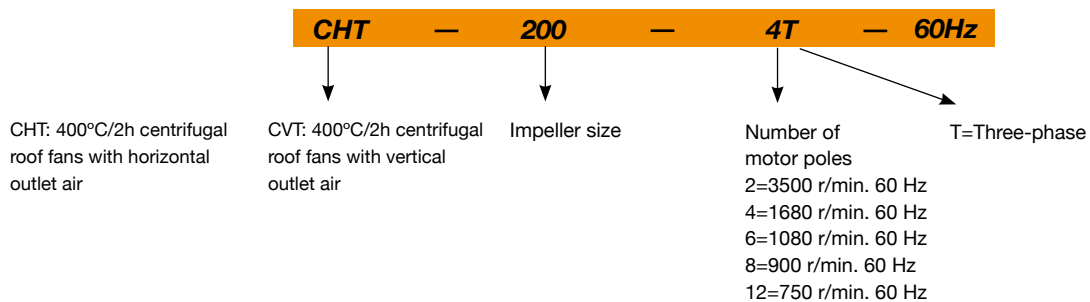 CHT — 200 — 4T — 60Hz
CHT: 400ºC/2h centrifugal
roof fans with horizontal
outlet air
CVT: 400ºC/2h centrifugal
roof fans with vertical
outlet air
Impeller size
Number of
motor poles
2=3500 r/min. 60 Hz
4=1680 r/min. 60 Hz
6=1080 r/min. 60 Hz
8=900 r/min. 60 Hz
12=750 r/min. 60 Hz
T=Three-phase